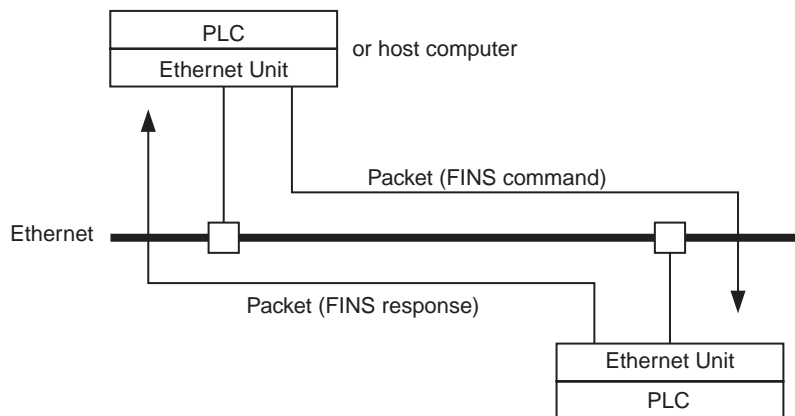 PLC
Ethernet Unit
or host computer
Packet (FINS command)
Ethernet
Packet (FINS response)
Ethernet Unit
PLC